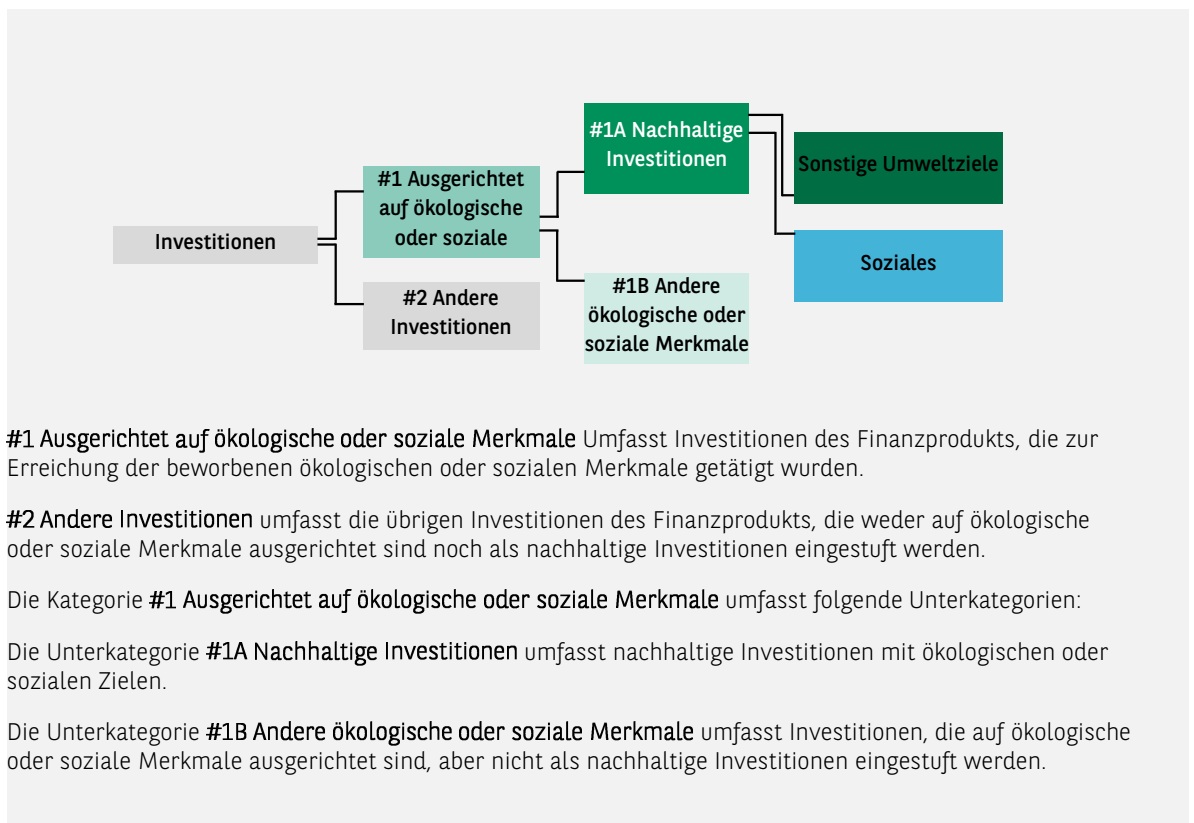 #1A Nachhaltige
Investitionen
Sonstige Umweltziele
#1 Ausgerichtet
auf ökologische
oder soziale
Investitionen
Soziales
#2 Andere
Investitionen
#1B Andere
ökologische oder
soziale Merkmale
#1 Ausgerichtet auf ökologische oder soziale Merkmale Umfasst Investitionen des Finanzprodukts, die zur
Erreichung der beworbenen ökologischen oder sozialen Merkmale getätigt wurden.
#2 Andere Investitionen umfasst die übrigen Investitionen des Finanzprodukts, die weder auf ökologische
oder soziale Merkmale ausgerichtet sind noch als nachhaltige Investitionen eingestuft werden.
Die Kategorie #1 Ausgerichtet auf ökologische oder soziale Merkmale umfasst folgende Unterkategorien:
Die Unterkategorie #1A Nachhaltige Investitionen umfasst nachhaltige Investitionen mit ökologischen oder
sozialen Zielen.
Die Unterkategorie #1B Andere ökologische oder soziale Merkmale umfasst Investitionen, die auf ökologische
oder soziale Merkmale ausgerichtet sind, aber nicht als nachhaltige Investitionen eingestuft werden.